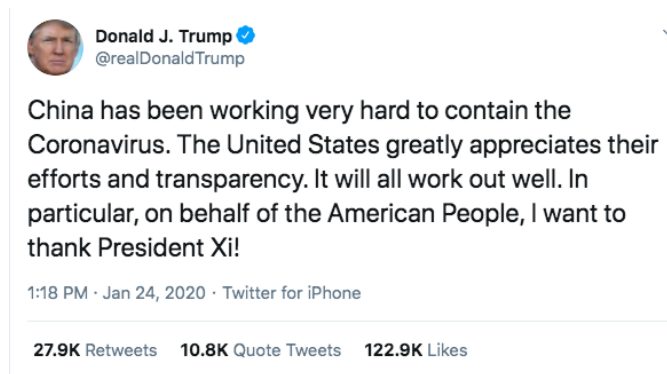 Donald J. Trump
@realDonaldTrump
China has been working very hard to contain the
Coronavirus. The United States greatly appreciates their
efforts and transparency. It will all work out well. In
particular, on behalf of the American People, I want to
thank President Xi!
1:18 PM · Jan 24, 2020 · Twitter for iPhone
27.9K Retweets 10.8K Quote Tweets 122.9K Likes